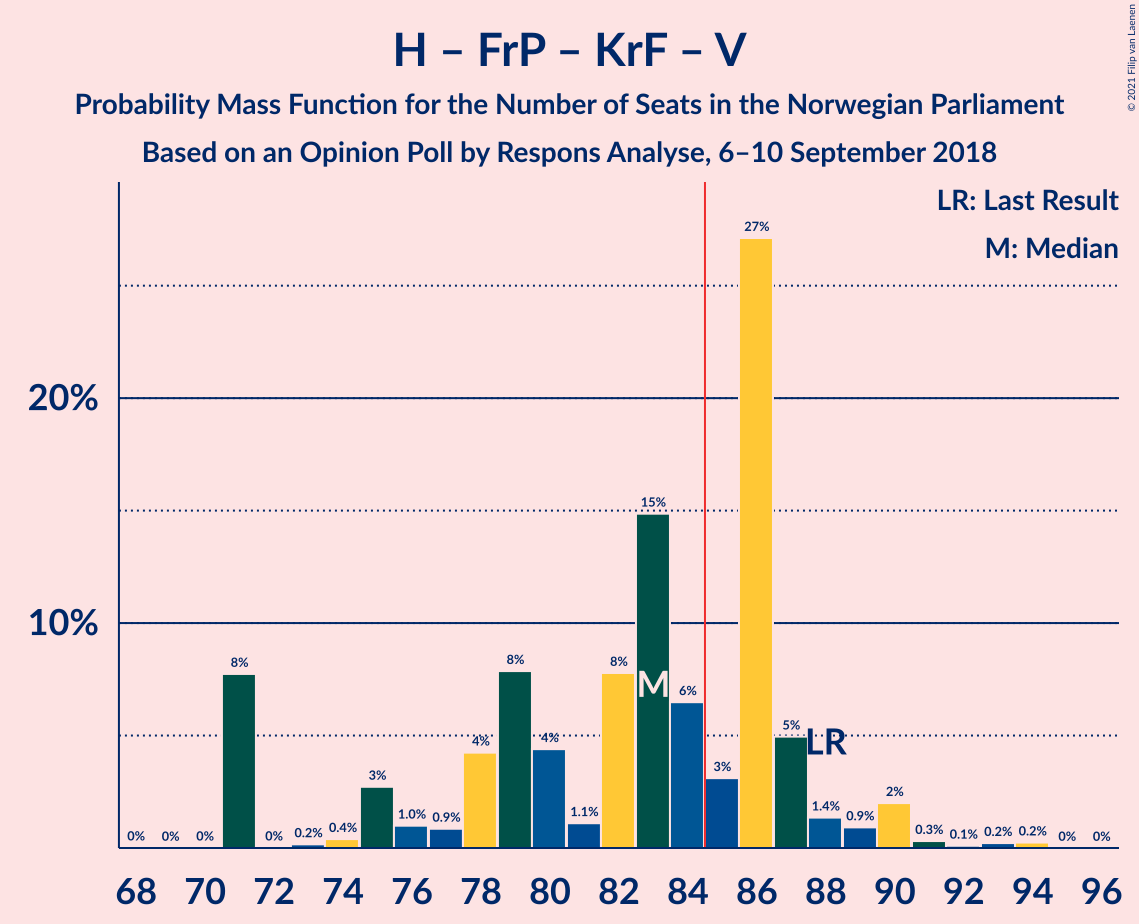 H – FrP – KrF – V
Probability Mass Function for the Number of Seats in the Norwegian Parliament
Based on an Opinion Poll by Respons Analyse, 6–10 September 2018
© 2021 Filip van Laenen
LR: Last Result
M: Median
20%
10%
0% 0% 0% 8% 0% 0.2% 0.4% 3% 1.0% 0.9% 4% 8% 4% 1.1% 8% 15% 6% 3% 27% 5% 1.4% 0.9% 2% 0.3% 0.1% 0.2% 0.2% 0% 0%
M
LR
68 70 72 74 76 78 80 82 84 86 88 90 92 94 96